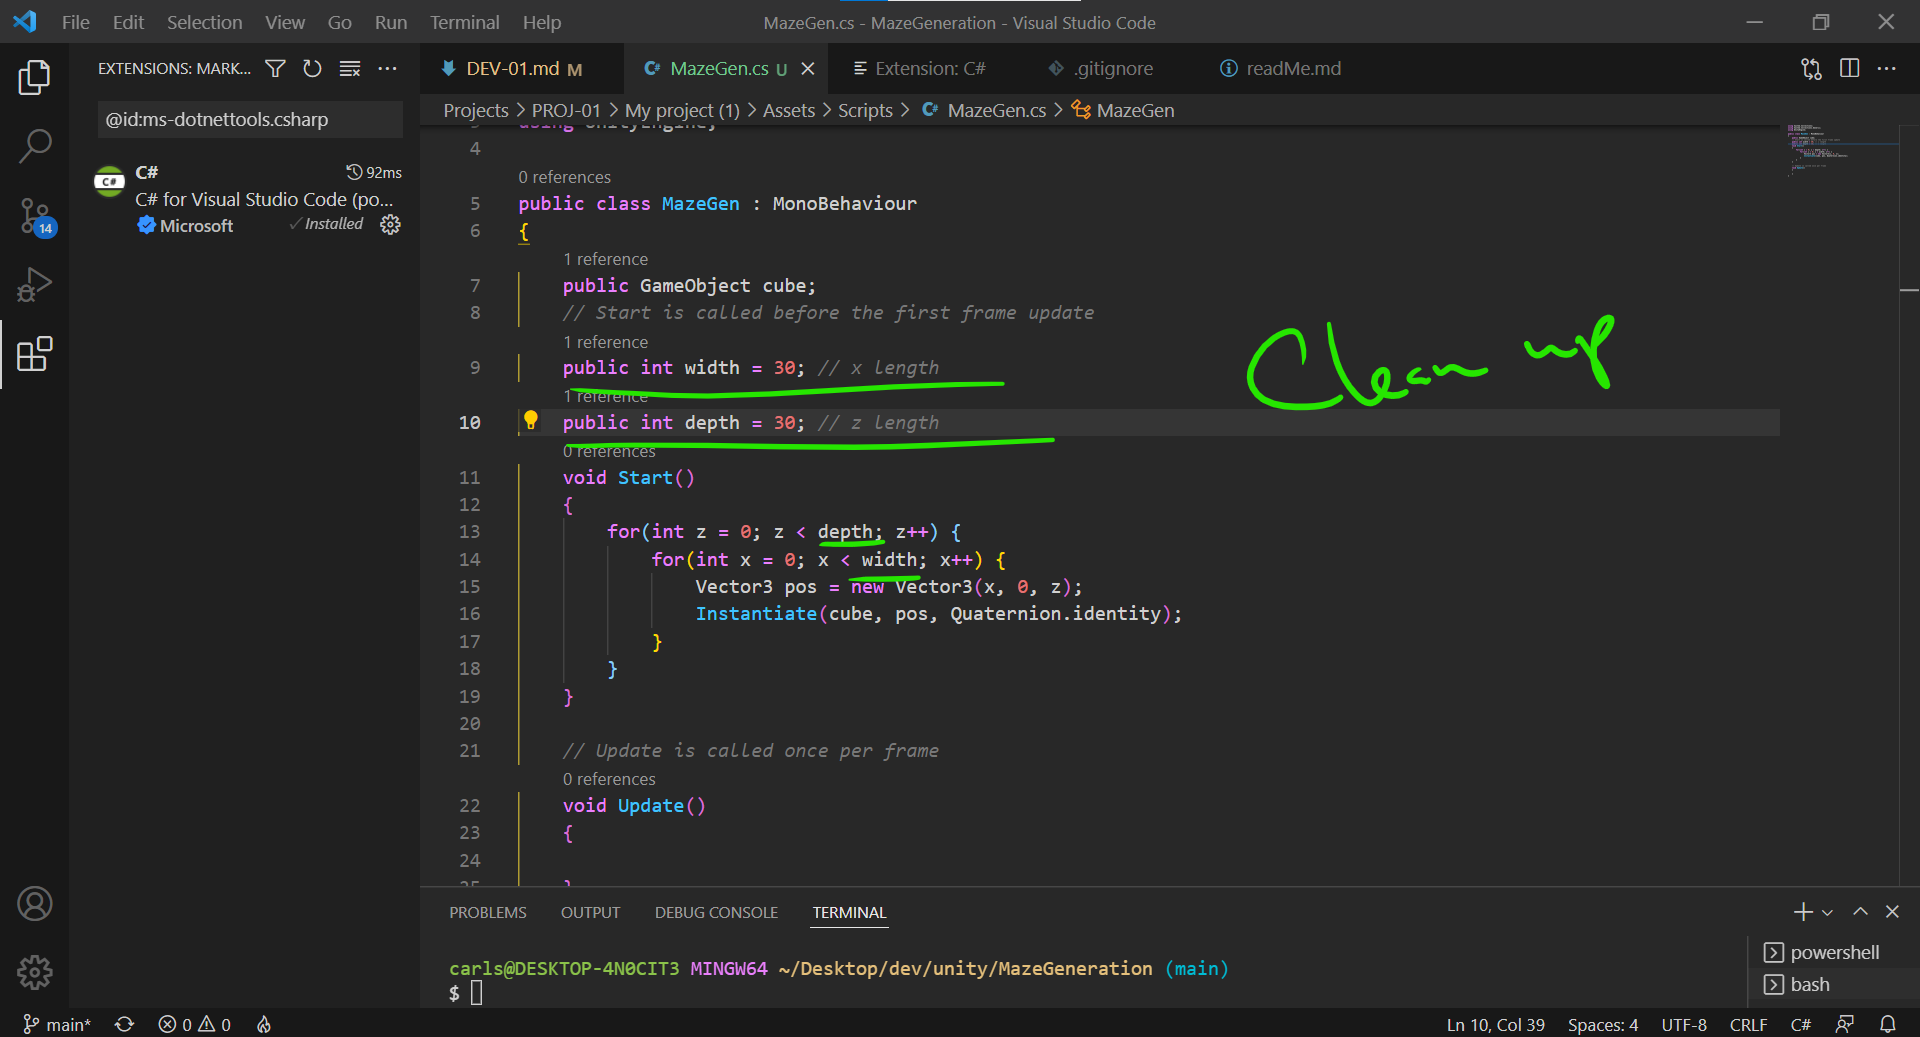 File Edit Selection View Go Run Terminal Help
MazeGen.cs - MazeGeneration - Visual Studio Code
EXTENSIONS: MARK...
@id:ms-dotnettools.csharp
C# 92ms
C# for Visual Studio Code (po...
Microsoft Installed
14
DEV-01.md M
MazeGen.cs U
Extension: C#
.gitignore
readMe.md
Projects > PROJ-01 > My project (1) > Assets > Scripts > MazeGen.cs > MazeGen
3 using UnityEngine;
4
0 references
5 public class MazeGen : MonoBehaviour
6 {
1 reference
7 public GameObject cube;
8 // Start is called before the first frame update
1 reference
9 public int width = 30; // x length
1 reference
10 public int depth = 30; // z length
0 references
11 void Start()
12 {
13 for(int z = 0; z < depth; z++) {
14 for(int x = 0; x < width; x++) {
15 Vector3 pos = new Vector3(x, 0, z);
16 Instantiate(cube, pos, Quaternion.identity);
17 }
18 }
19 }
20
21 // Update is called once per frame
0 references
22 void Update()
23 {
24
25 }
Clean up
PROBLEMS OUTPUT DEBUG CONSOLE TERMINAL
carls@DESKTOP-4N0CIT3 MINGW64 ~/Desktop/dev/unity/MazeGeneration (main)
$
powershell
bash
main* 0 0
Ln 10, Col 39 Spaces: 4 UTF-8 CRLF C#